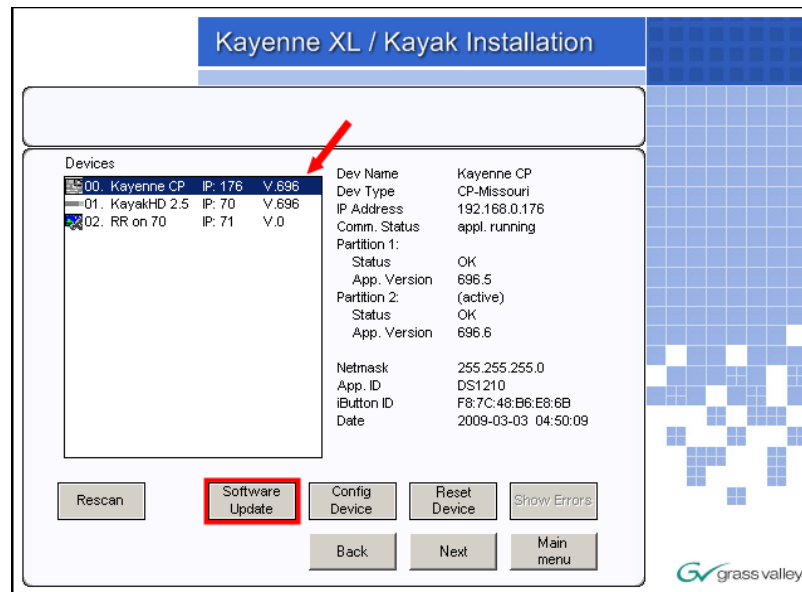 Kayenne XL / Kayak Installation
Devices
00. Kayenne CP IP: 176 V.696
01. KayakHD 2.5 IP: 70 V.696
02. RR on 70 IP: 71 V.0
Dev Name Kayenne CP
Dev Type CP-Missouri
IP Address 192.168.0.176
Comm. Status appl. running
Partition 1:
Status OK
App. Version 696.5
Partition 2: (active)
Status OK
App. Version 696.6
Netmask 255.255.255.0
App. ID DS1210
iButton ID F8:7C:48:B6:E8:6B
Date 2009-03-03 04:50:09
Rescan
Software
Update
Config
Device
Reset
Device
Show Errors
Back
Next
Main
menu
GV grass valley